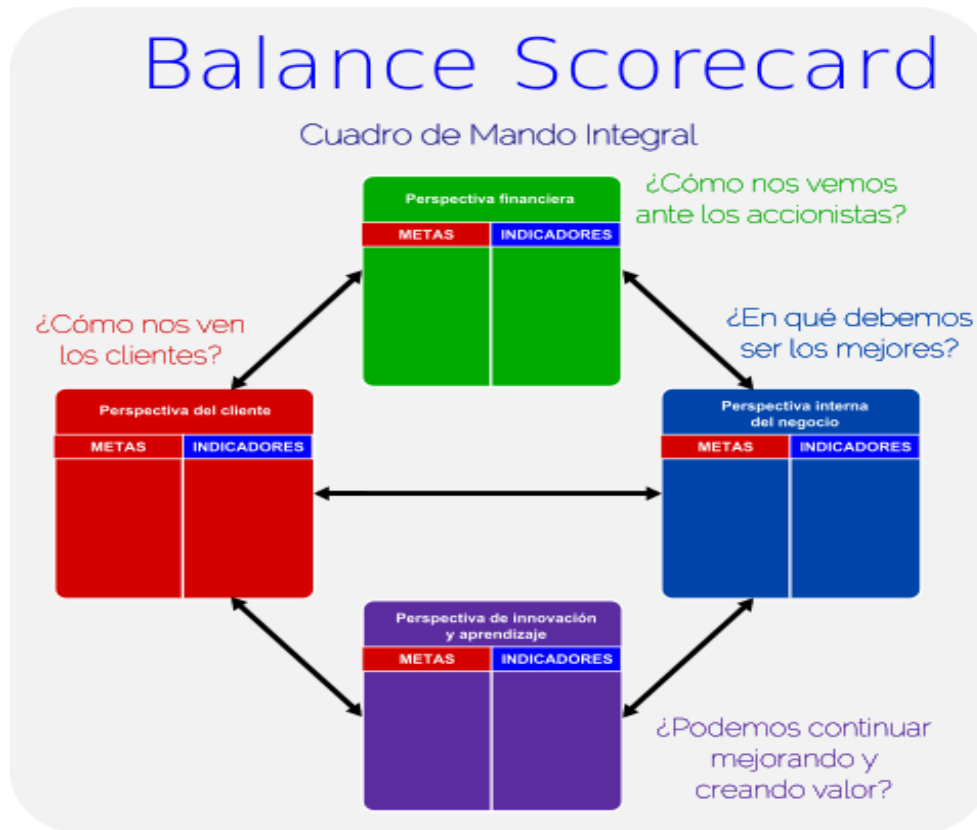 Balance Scorecard
Cuadro de Mando Integral
Perspectiva financiera
METAS INDICADORES
¿Cómo nos vemos
ante los accionistas?
¿Cómo nos ven
los clientes?
¿En qué debemos
ser los mejores?
Perspectiva del cliente
METAS INDICADORES
Perspectiva interna
del negocio
METAS INDICADORES
Perspectiva de innovación
y aprendizaje
METAS INDICADORES
¿Podemos continuar
mejorando y
creando valor?